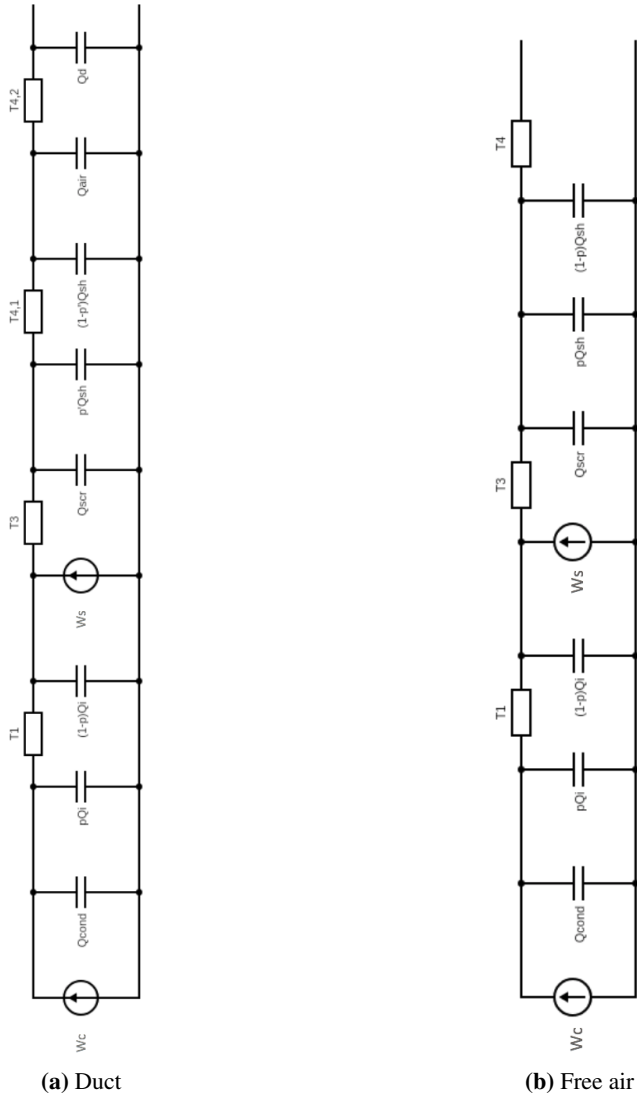 Qd
T4,2
Qair
(1-p')Qsh
T4,1
p'Qsh
Qscr
T3
Ws
(1-p)Qi
T1
pQi
Qcond
Wc
(a) Duct
T4
(1-p)Qsh
pQsh
Qscr
T3
Ws
(1-p)Qi
T1
pQi
Qcond
Wc
(b) Free air